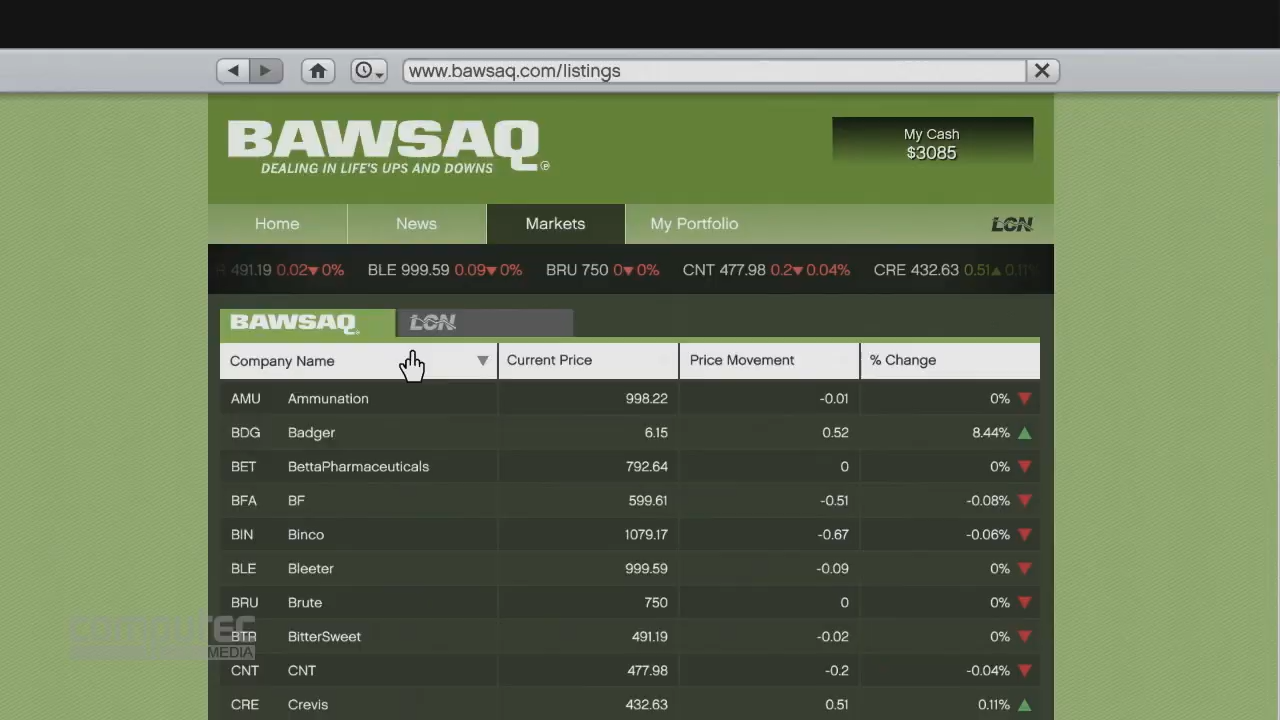 www.bawsaq.com/listings
BAWSAQ
DEALING IN LIFE'S UPS AND DOWNS
My Cash
$3085
Home News Markets My Portfolio LCN
491.19 0.02▼0% BLE 999.59 0.09▼0% BRU 750 0▼0% CNT 477.98 0.2▼0.04% CRE 432.63 0.51▲0.11%
BAWSAQ LCN
Company Name ▼ Current Price Price Movement % Change
AMU Ammunation 998.22 -0.01 0% ▼
BDG Badger 6.15 0.52 8.44% ▲
BET BettaPharmaceuticals 792.64 0 0% ▼
BFA BF 599.61 -0.51 -0.08% ▼
BIN Binco 1079.17 -0.67 -0.06% ▼
BLE Bleeter 999.59 -0.09 0% ▼
BRU Brute 750 0 0% ▼
BTR BitterSweet 491.19 -0.02 0% ▼
CNT CNT 477.98 -0.2 -0.04% ▼
CRE Crevis 432.63 0.51 0.11% ▲
computec
MEDIA